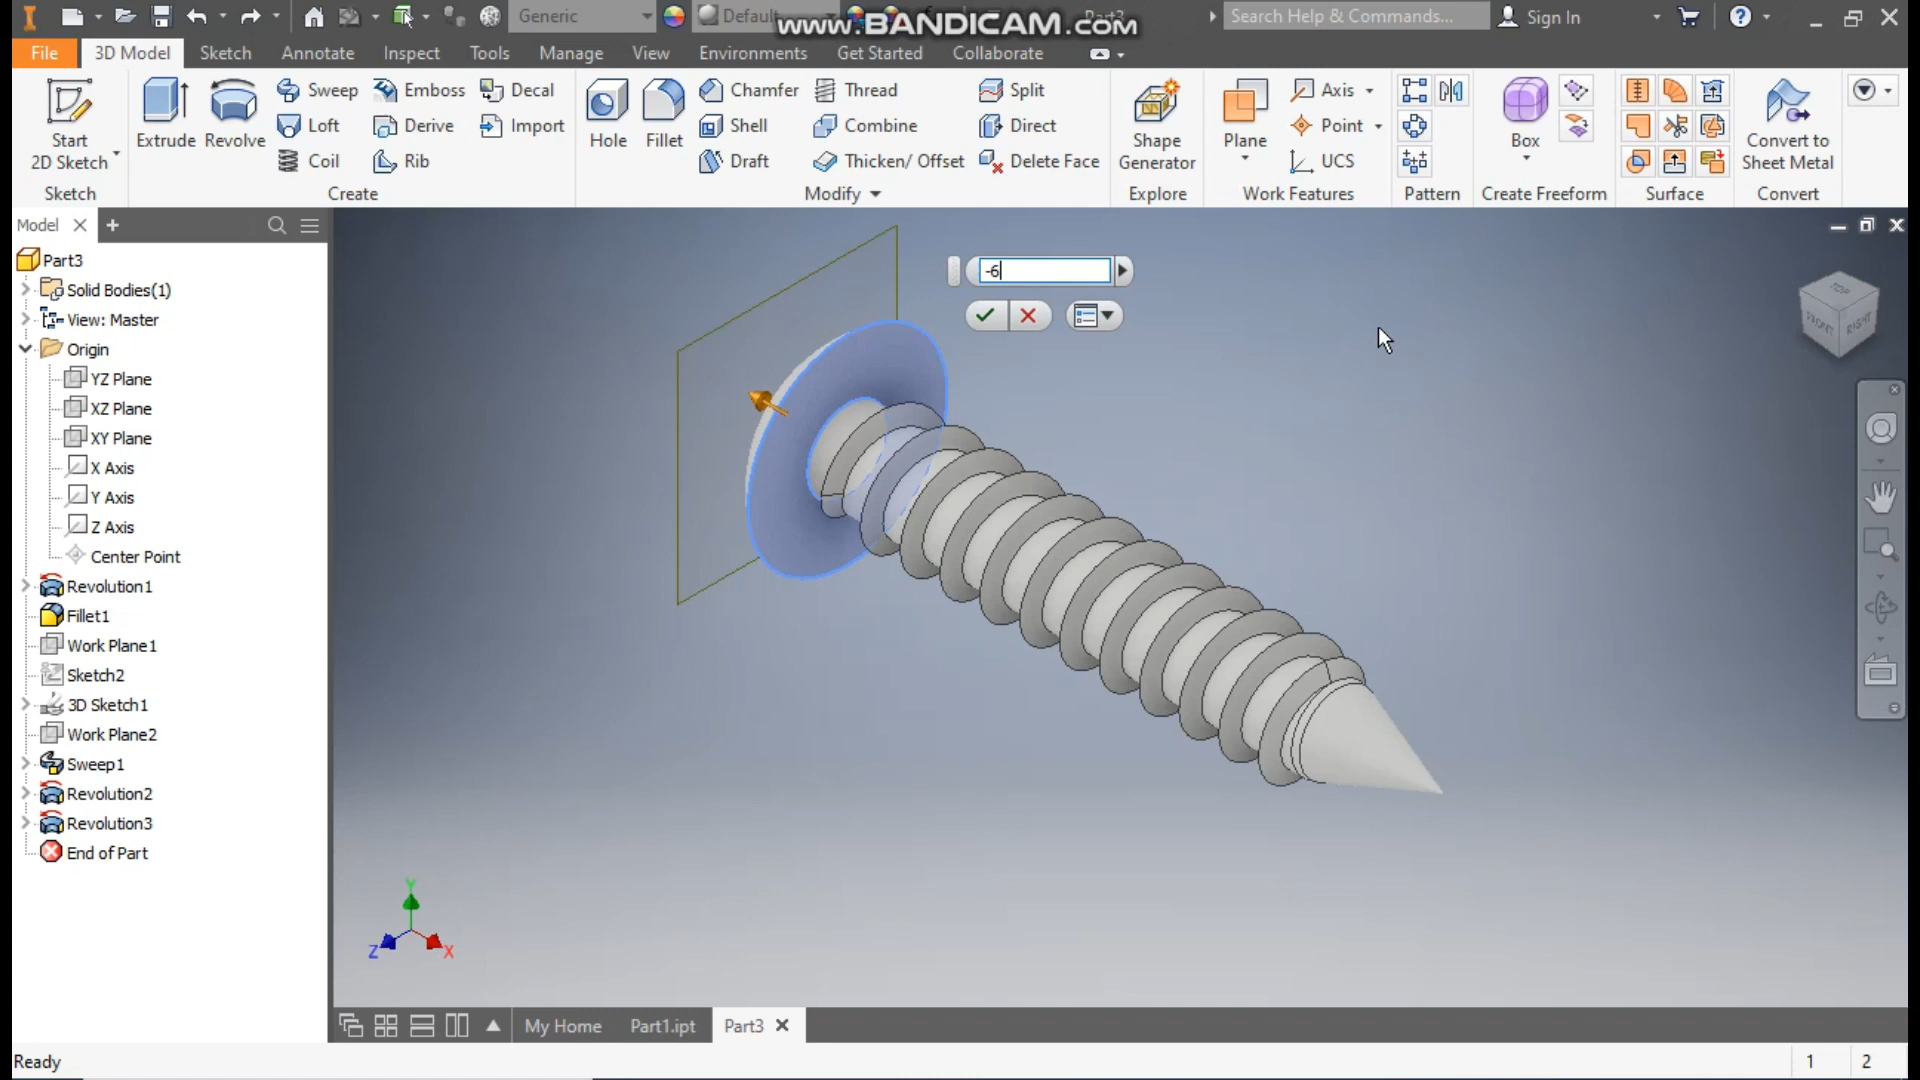 Generic
Default
www.BANDICAM.com
Search Help & Commands...
Sign In
File
3D Model
Sketch
Annotate
Inspect
Tools
Manage
View
Environments
Get Started
Collaborate
Start
2D Sketch
Extrude
Revolve
Sweep
Loft
Coil
Emboss
Derive
Rib
Decal
Import
Hole
Fillet
Chamfer
Shell
Draft
Thread
Combine
Thicken/ Offset
Split
Direct
Delete Face
Shape
Generator
Plane
Axis
Point
UCS
Box
Convert to
Sheet Metal
Sketch
Create
Modify
Explore
Work Features
Pattern
Create Freeform
Surface
Convert
Model
Part3
Solid Bodies(1)
View: Master
Origin
YZ Plane
XZ Plane
XY Plane
X Axis
Y Axis
Z Axis
Center Point
Revolution1
Fillet1
Work Plane1
Sketch2
3D Sketch1
Work Plane2
Sweep1
Revolution2
Revolution3
End of Part
-6
TOP
FRONT
RIGHT
Y
Z
X
My Home
Part1.ipt
Part3
Ready
1
2